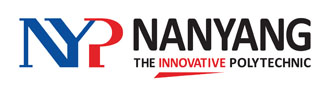 NYP NANYANG
THE INNOVATIVE POLYTECHNIC